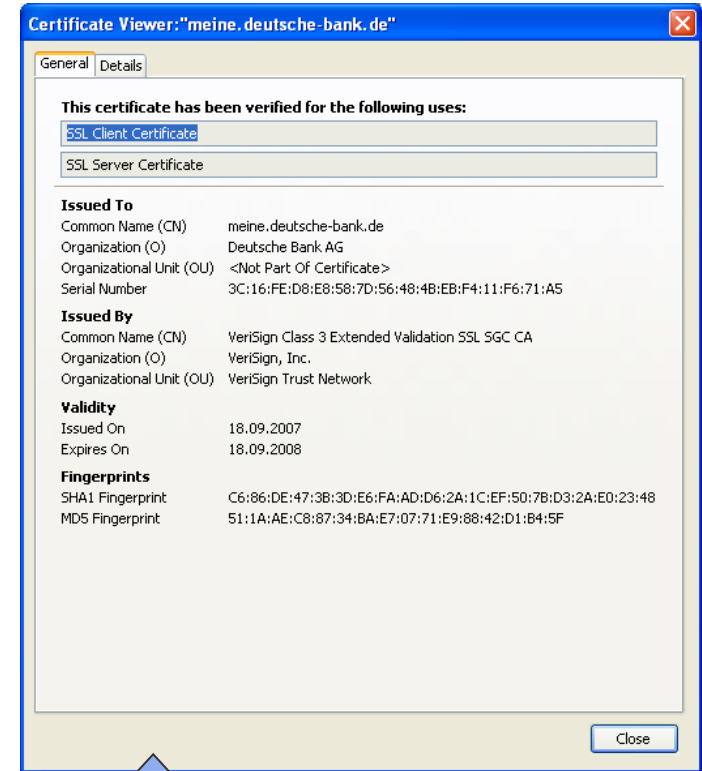 Certificate Viewer:"meine.deutsche-bank.de"
General Details
This certificate has been verified for the following uses:
SSL Client Certificate
SSL Server Certificate
Issued To
Common Name (CN) meine.deutsche-bank.de
Organization (O) Deutsche Bank AG
Organizational Unit (OU) <Not Part Of Certificate>
Serial Number 3C:16:FE:D8:E8:58:7D:56:48:4B:EB:F4:11:F6:71:A5
Issued By
Common Name (CN) VeriSign Class 3 Extended Validation SSL SGC CA
Organization (O) VeriSign, Inc.
Organizational Unit (OU) VeriSign Trust Network
Validity
Issued On 18.09.2007
Expires On 18.09.2008
Fingerprints
SHA1 Fingerprint C6:86:DE:47:3B:3D:E6:FA:AD:D6:2A:1C:EF:50:7B:D3:2A:E0:23:48
MD5 Fingerprint 51:1A:AE:C8:87:34:BA:E7:07:71:E9:88:42:D1:B4:5F
Close